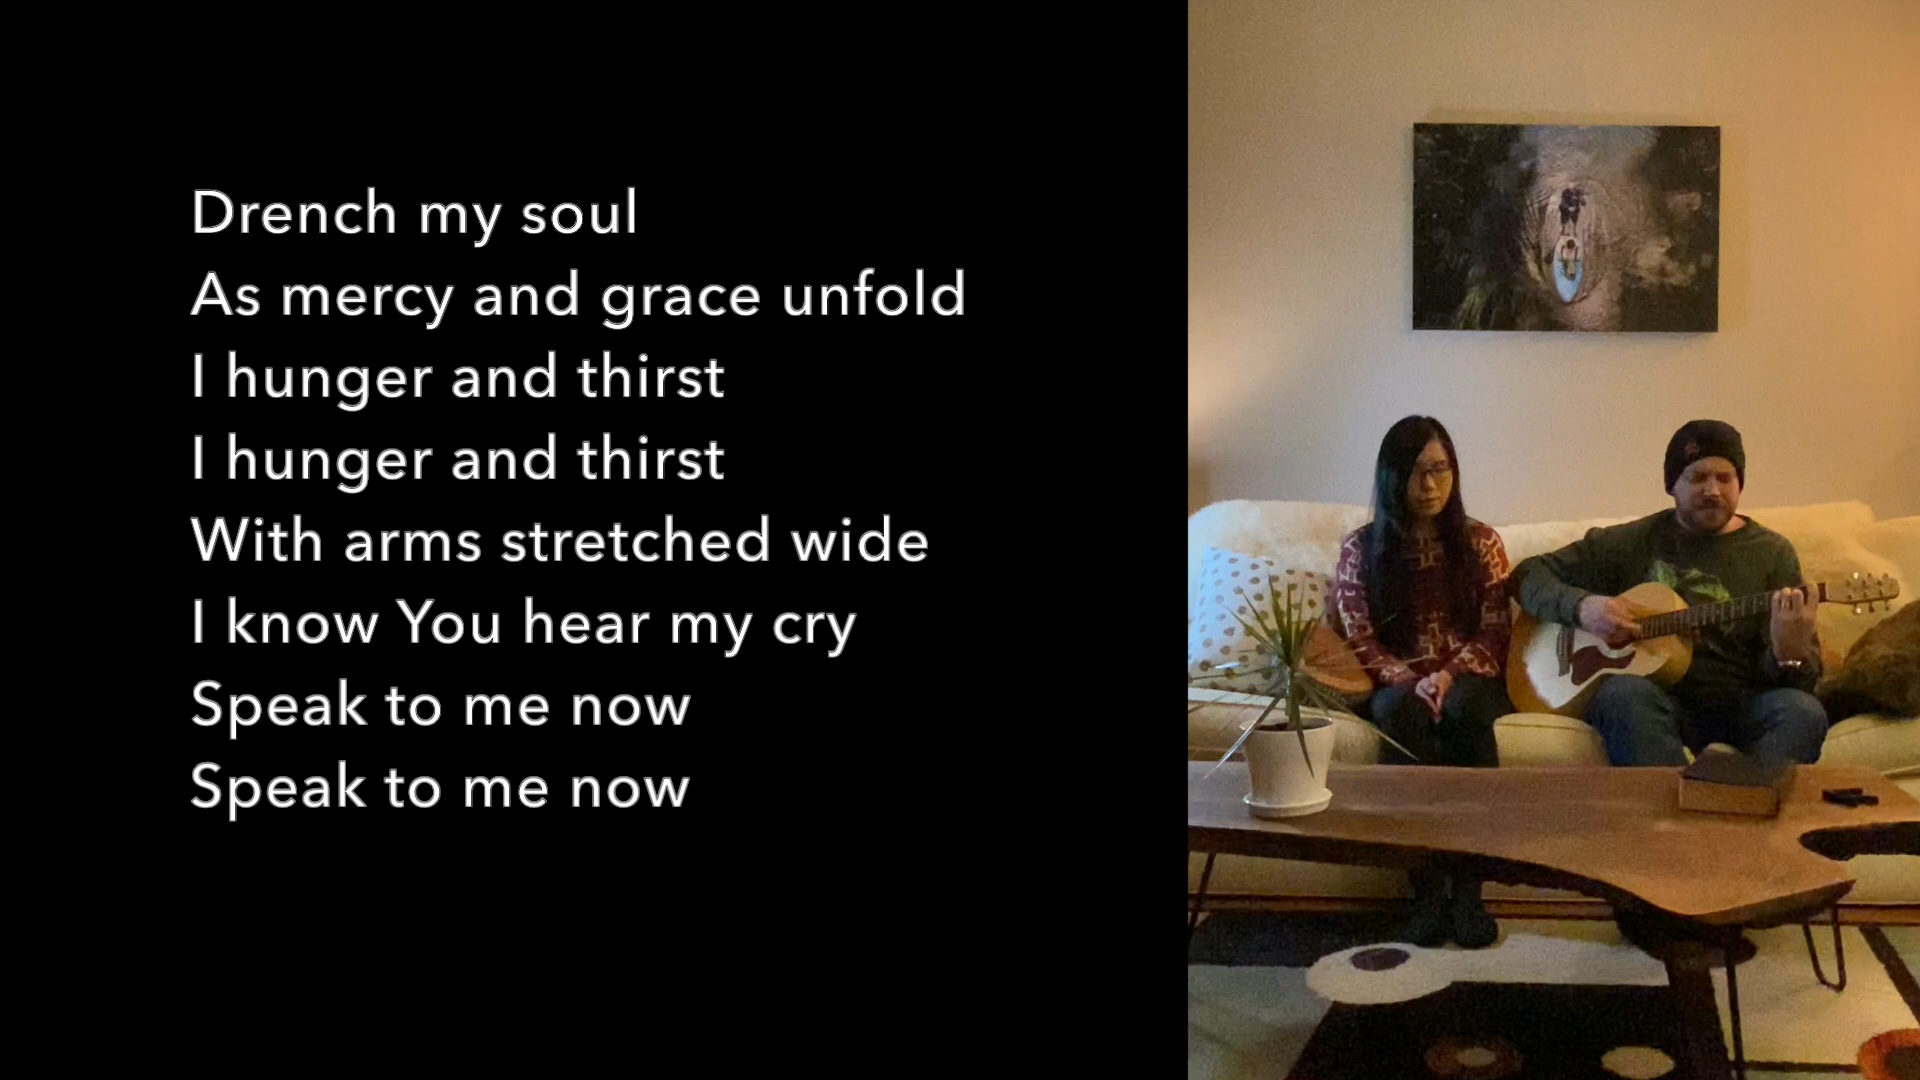 Drench my soul
As mercy and grace unfold
I hunger and thirst
I hunger and thirst
With arms stretched wide
I know You hear my cry
Speak to me now
Speak to me now